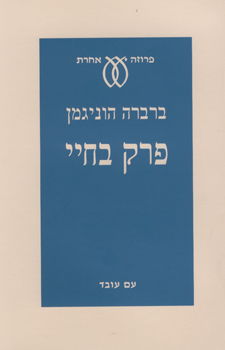 פרוזה אחרת
ברברה הוניגמן
פרק בחיי
עם עובד